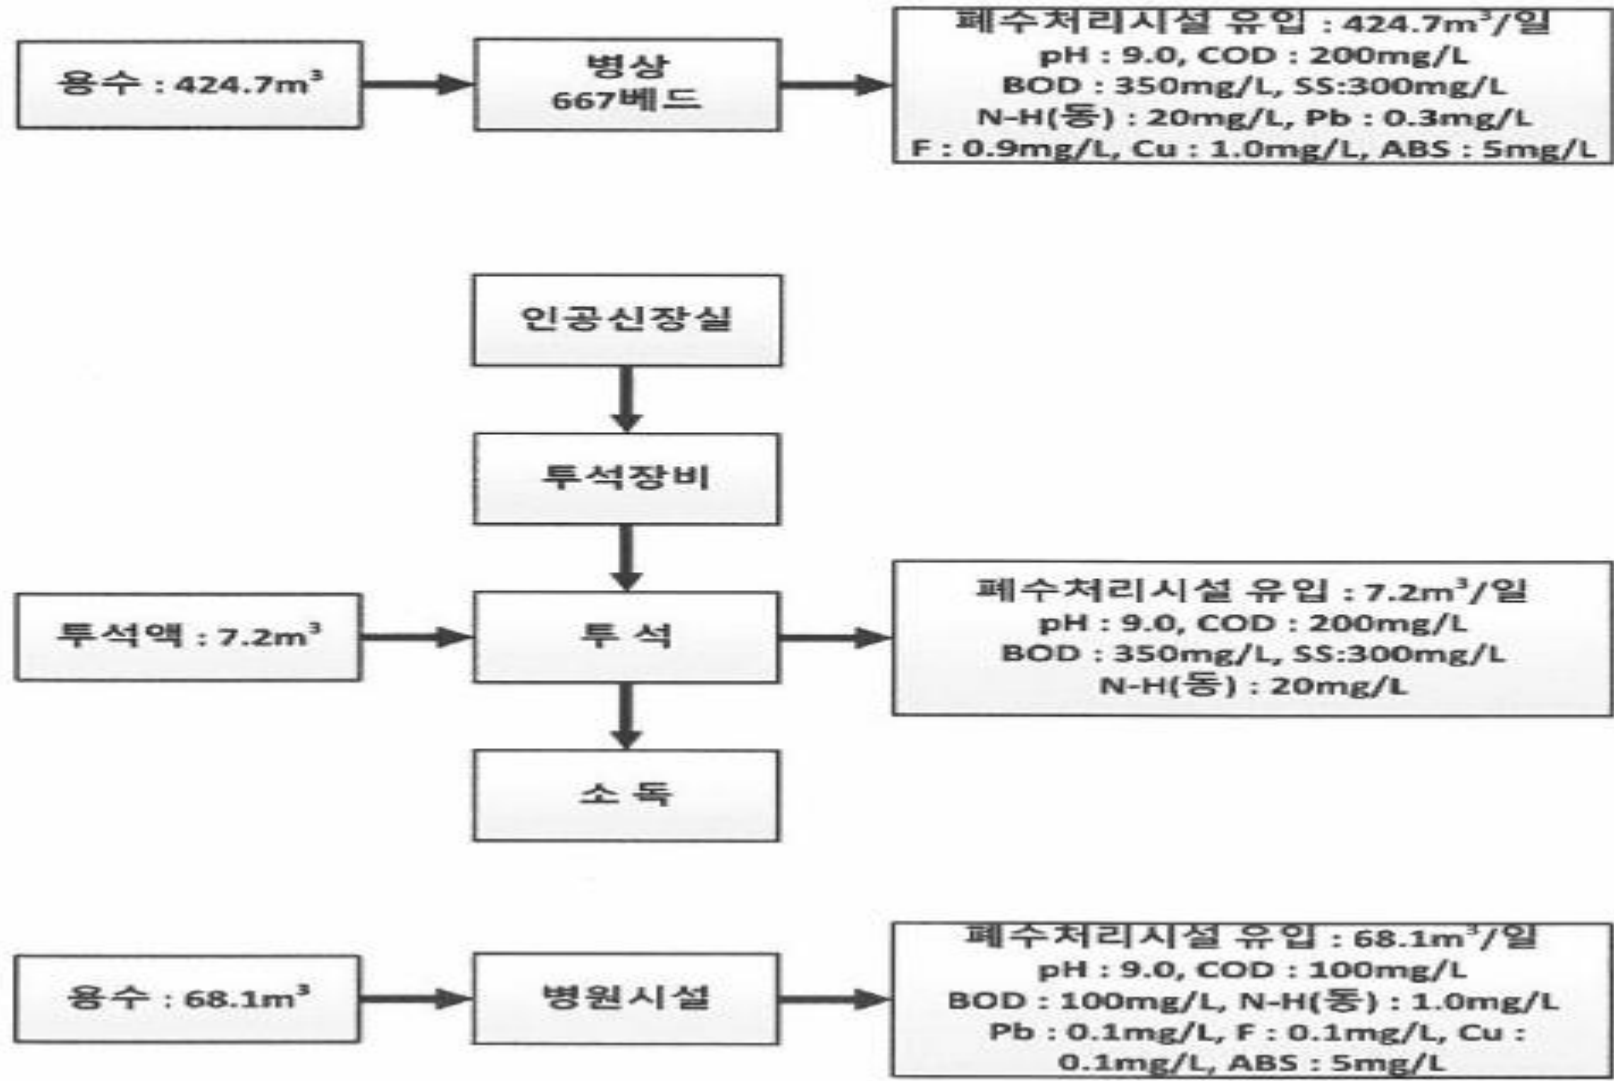 용수 : 424.7m³
병상
667베드
폐수처리시설 유입 : 424.7m³/일
pH : 9.0, COD : 200mg/L
BOD : 350mg/L, SS:300mg/L
N-H(동) : 20mg/L, Pb : 0.3mg/L
F : 0.9mg/L, Cu : 1.0mg/L, ABS : 5mg/L
인공신장실
투석장비
투석액 : 7.2m³
투 석
폐수처리시설 유입 : 7.2m³/일
pH : 9.0, COD : 200mg/L
BOD : 350mg/L, SS:300mg/L
N-H(동) : 20mg/L
소 독
용수 : 68.1m³
병원시설
폐수처리시설 유입 : 68.1m³/일
pH : 9.0, COD : 100mg/L
BOD : 100mg/L, N-H(동) : 1.0mg/L
Pb : 0.1mg/L, F : 0.1mg/L, Cu :
0.1mg/L, ABS : 5mg/L